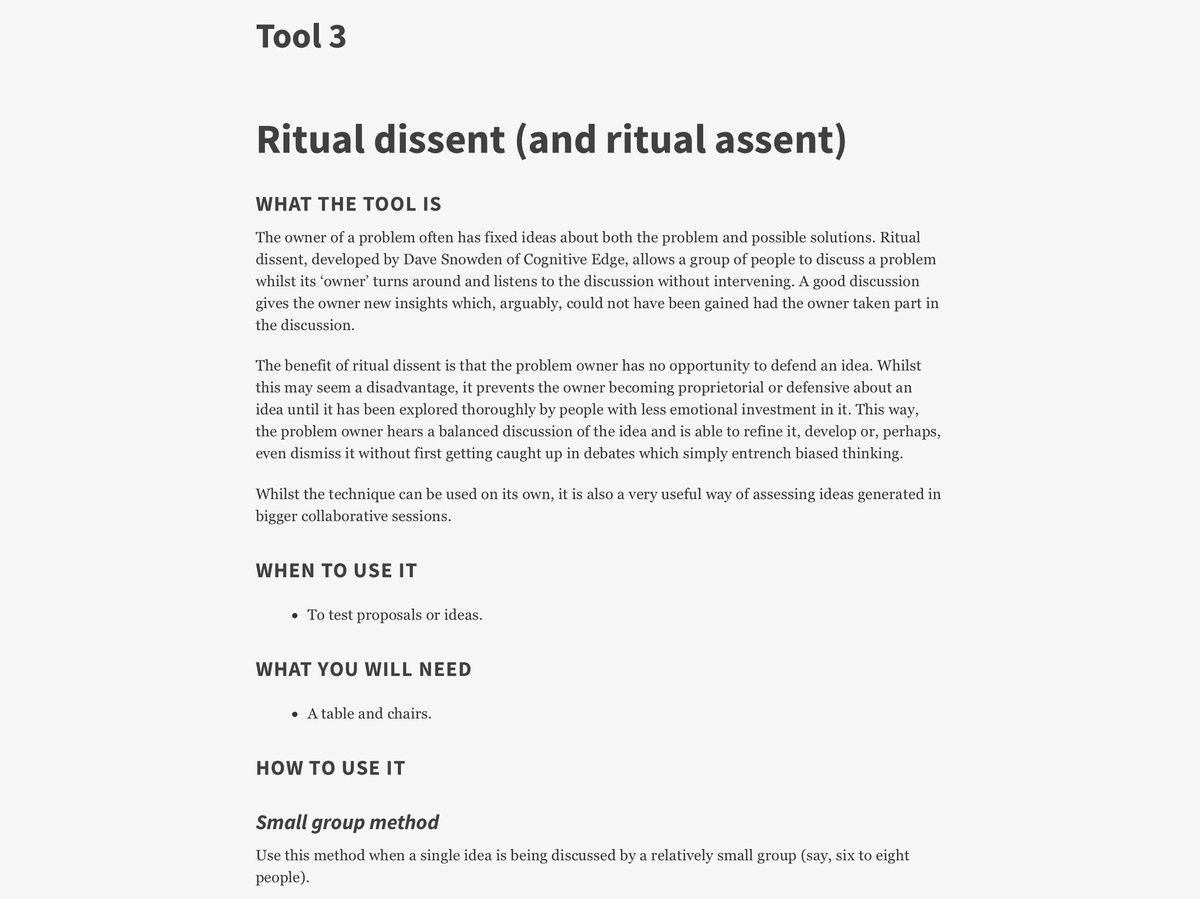 Tool 3
Ritual dissent (and ritual assent)
WHAT THE TOOL IS
The owner of a problem often has fixed ideas about both the problem and possible solutions. Ritual
dissent, developed by Dave Snowden of Cognitive Edge, allows a group of people to discuss a problem
whilst its ‘owner’ turns around and listens to the discussion without intervening. A good discussion
gives the owner new insights which, arguably, could not have been gained had the owner taken part in
the discussion.
The benefit of ritual dissent is that the problem owner has no opportunity to defend an idea. Whilst
this may seem a disadvantage, it prevents the owner becoming proprietorial or defensive about an
idea until it has been explored thoroughly by people with less emotional investment in it. This way,
the problem owner hears a balanced discussion of the idea and is able to refine it, develop or, perhaps,
even dismiss it without first getting caught up in debates which simply entrench biased thinking.
Whilst the technique can be used on its own, it is also a very useful way of assessing ideas generated in
bigger collaborative sessions.
WHEN TO USE IT
• To test proposals or ideas.
WHAT YOU WILL NEED
• A table and chairs.
HOW TO USE IT
Small group method
Use this method when a single idea is being discussed by a relatively small group (say, six to eight
people).